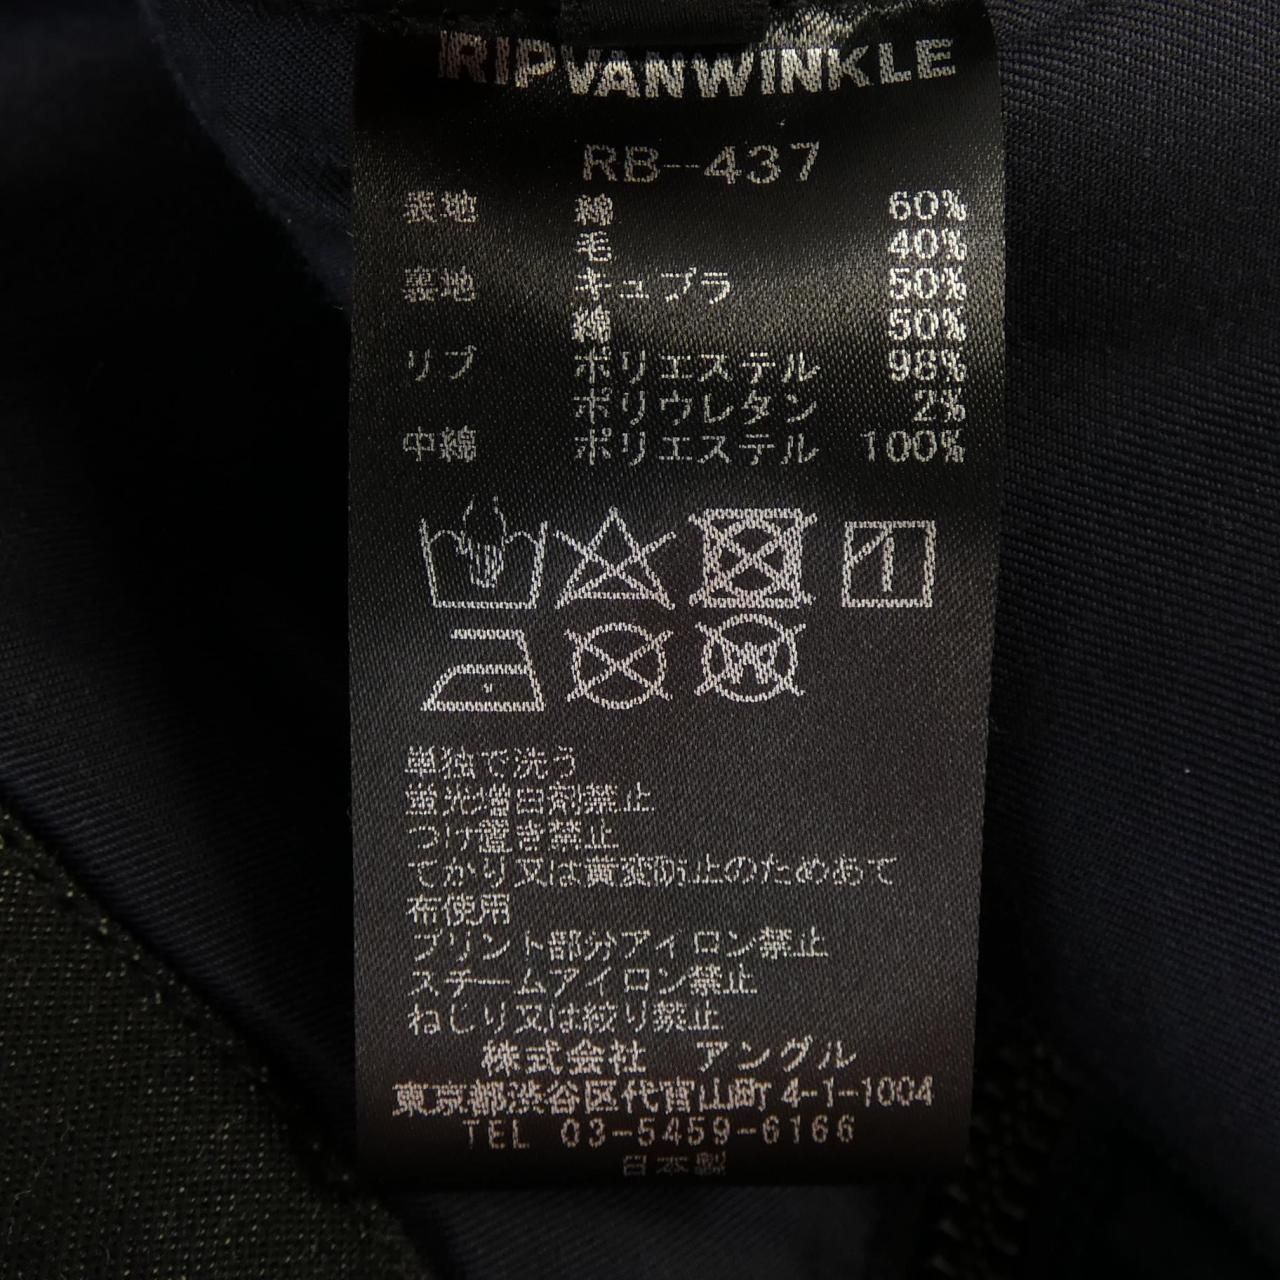 RIPVANWINKLE
RB-437
表地 綿 60%
毛 40%
裏地 キュプラ 50%
綿 50%
リブ ポリエステル 98%
ポリウレタン 2%
中綿 ポリエステル 100%
単独で洗う
蛍光増白剤禁止
つけ置き禁止
てかり又は黄変防止のためあて
布使用
プリント部分アイロン禁止
スチームアイロン禁止
ねじり又は絞り禁止
株式会社 アングル
東京都渋谷区代官山町4-1-1004
TEL 03-5459-6166
日本製